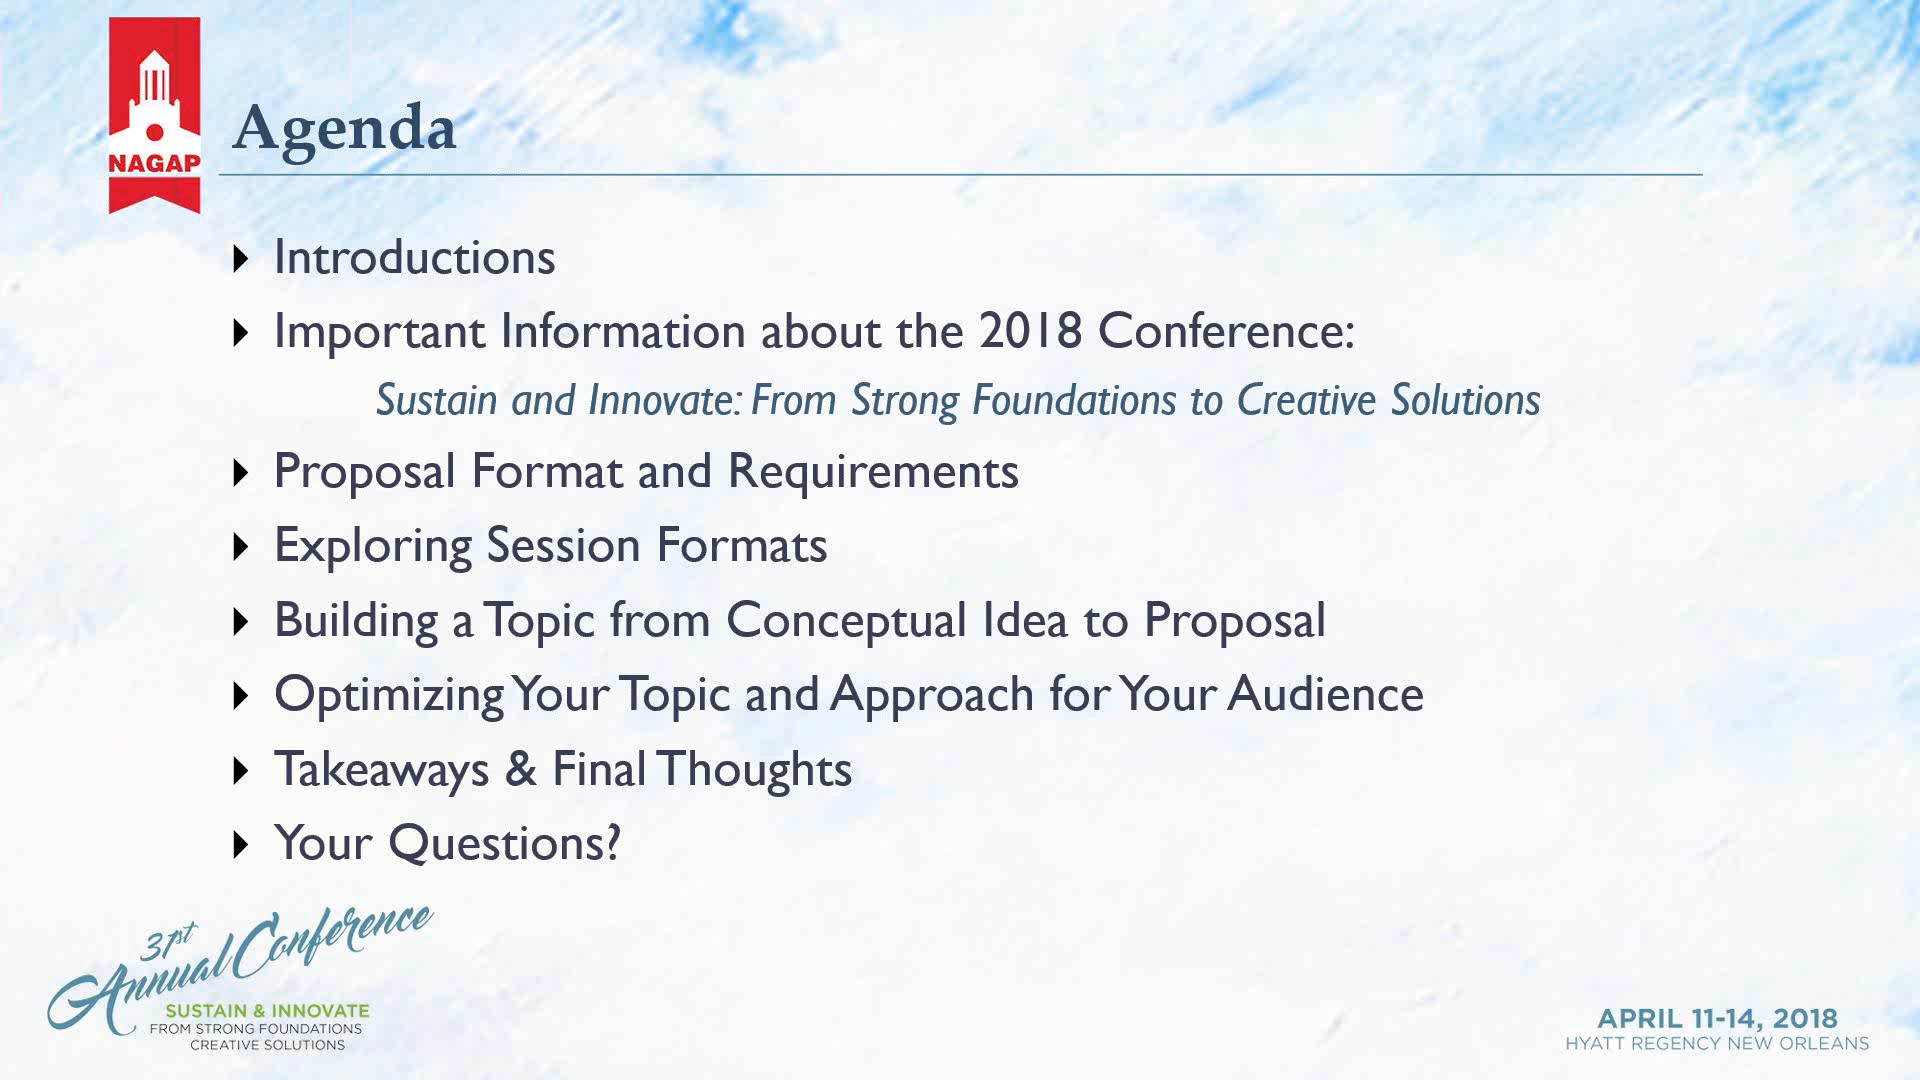 NAGAP
Agenda
Introductions
Important Information about the 2018 Conference:
Sustain and Innovate: From Strong Foundations to Creative Solutions
Proposal Format and Requirements
Exploring Session Formats
Building a Topic from Conceptual Idea to Proposal
Optimizing Your Topic and Approach for Your Audience
Takeaways & Final Thoughts
Your Questions?
31st
Annual Conference
SUSTAIN & INNOVATE
FROM STRONG FOUNDATIONS
CREATIVE SOLUTIONS
APRIL 11-14, 2018
HYATT REGENCY NEW ORLEANS